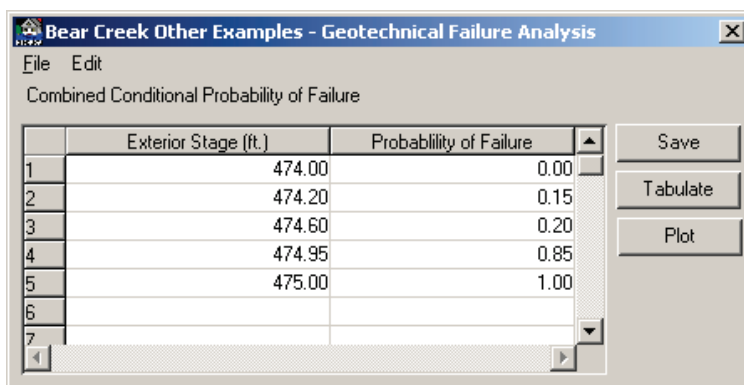 Bear Creek Other Examples - Geotechnical Failure Analysis
File Edit
Combined Conditional Probability of Failure
Exterior Stage (ft.) Probablility of Failure
1 474.00 0.00
2 474.20 0.15
3 474.60 0.20
4 474.95 0.85
5 475.00 1.00
6
7
Save
Tabulate
Plot